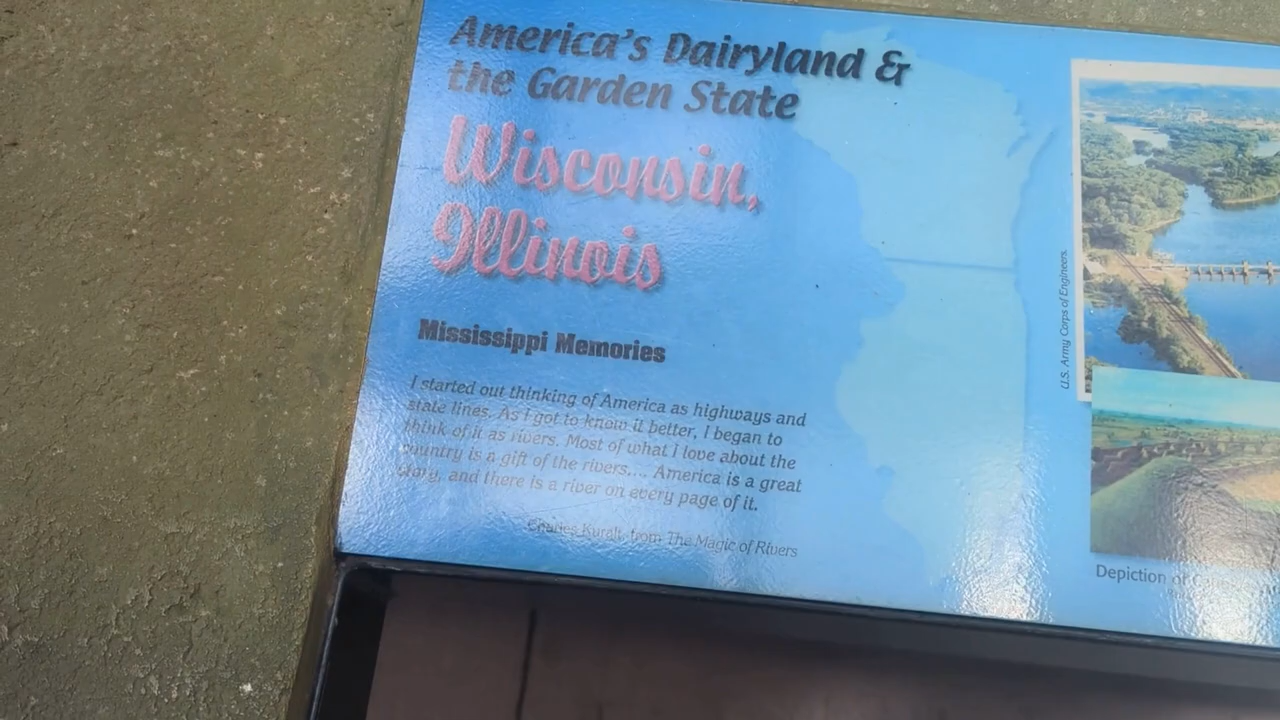 America's Dairyland &
the Garden State
Wisconsin,
Illinois
Mississippi Memories
I started out thinking of America as highways and
state lines. As I got to know it better, I began to
think of it as rivers. Most of what I love about the
country is a gift of the rivers.... America is a great
story, and there is a river on every page of it.
Charles Kuralt, from The Magic of Rivers
U.S. Army Corps of Engineers.
Depiction of